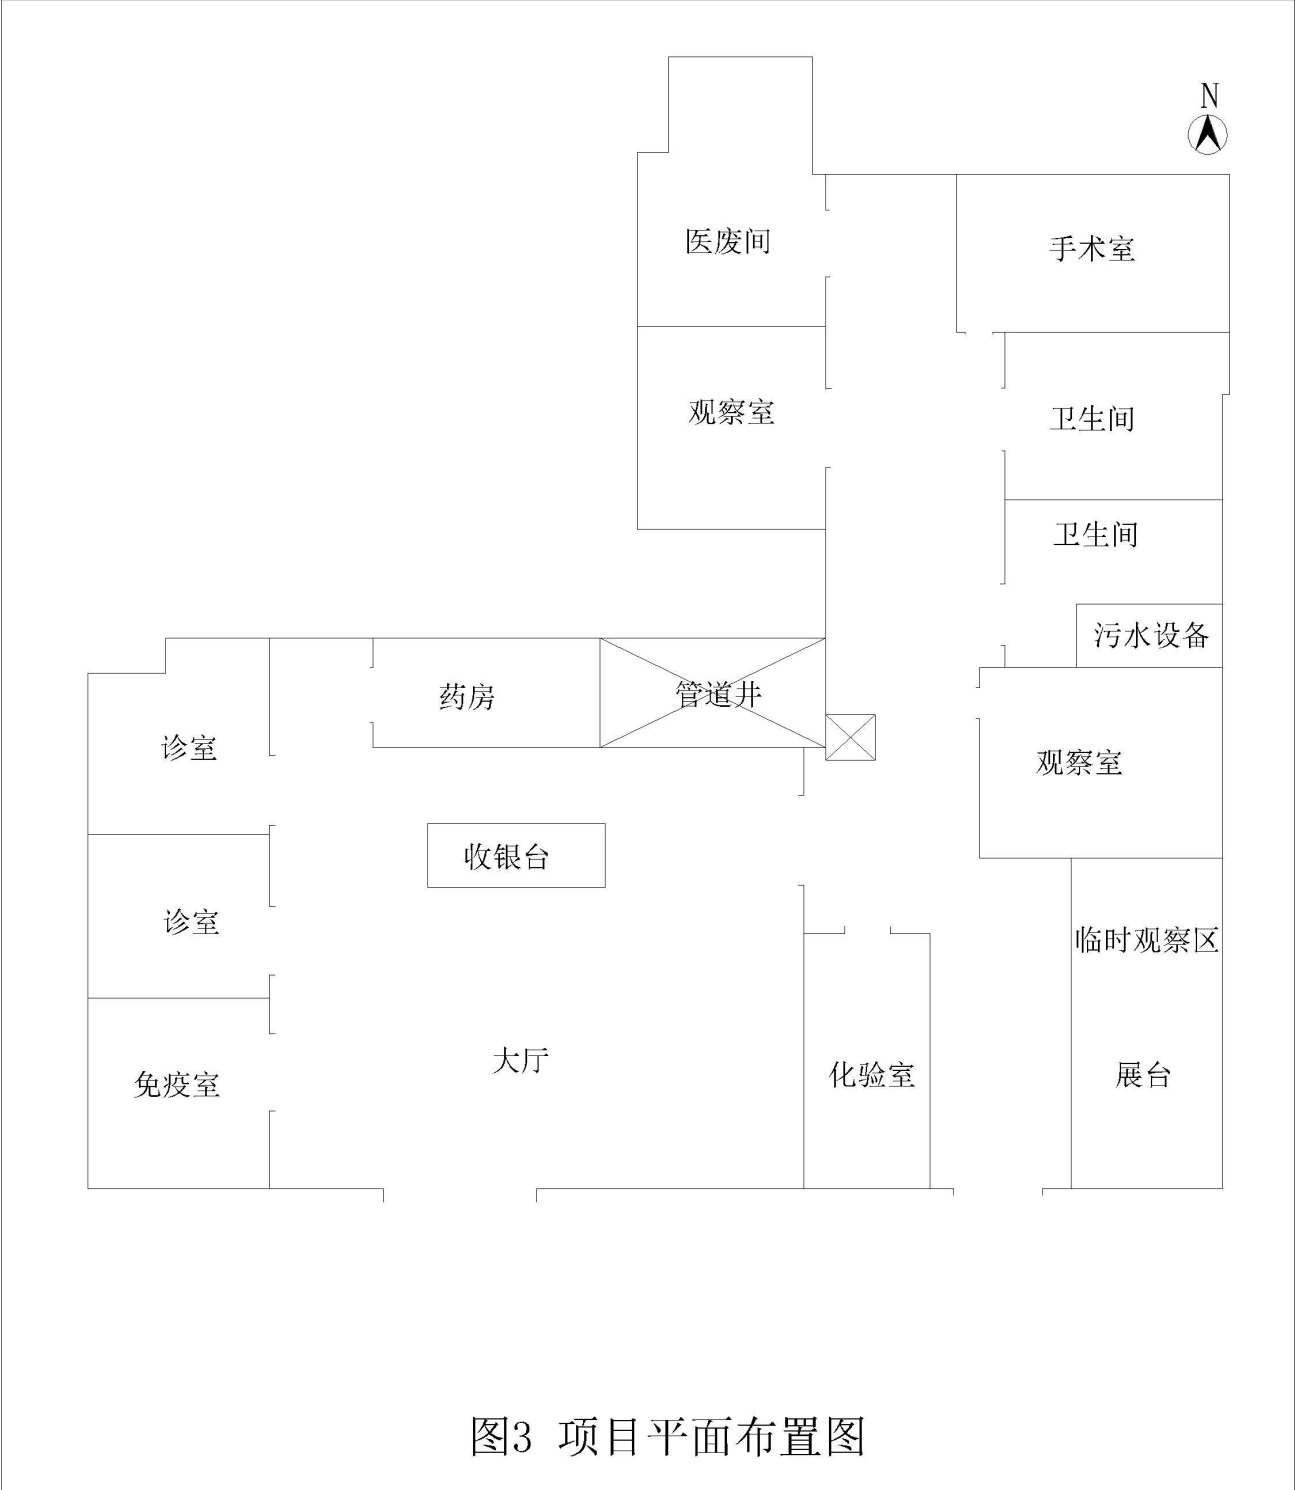 N
医废间
手术室
观察室
卫生间
卫生间
污水设备
药房
管道井
诊室
观察室
收银台
诊室
临时观察区
大厅
化验室
展台
免疫室
图3 项目平面布置图